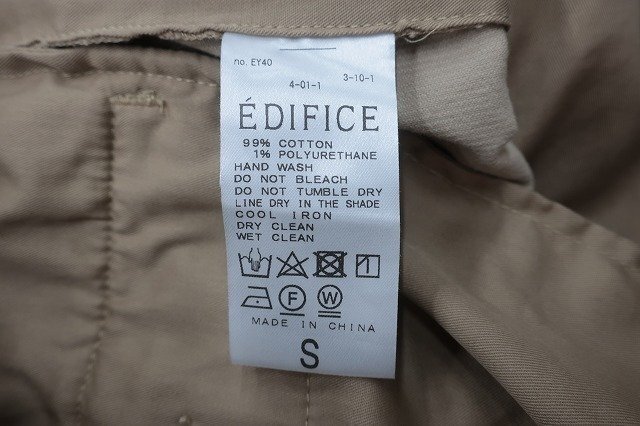 no. EY40
4-01-1 3-10-1
ÉDIFICE
99% COTTON
1% POLYURETHANE
HAND WASH
DO NOT BLEACH
DO NOT TUMBLE DRY
LINE DRY IN THE SHADE
COOL IRON
DRY CLEAN
WET CLEAN
F W
MADE IN CHINA
S